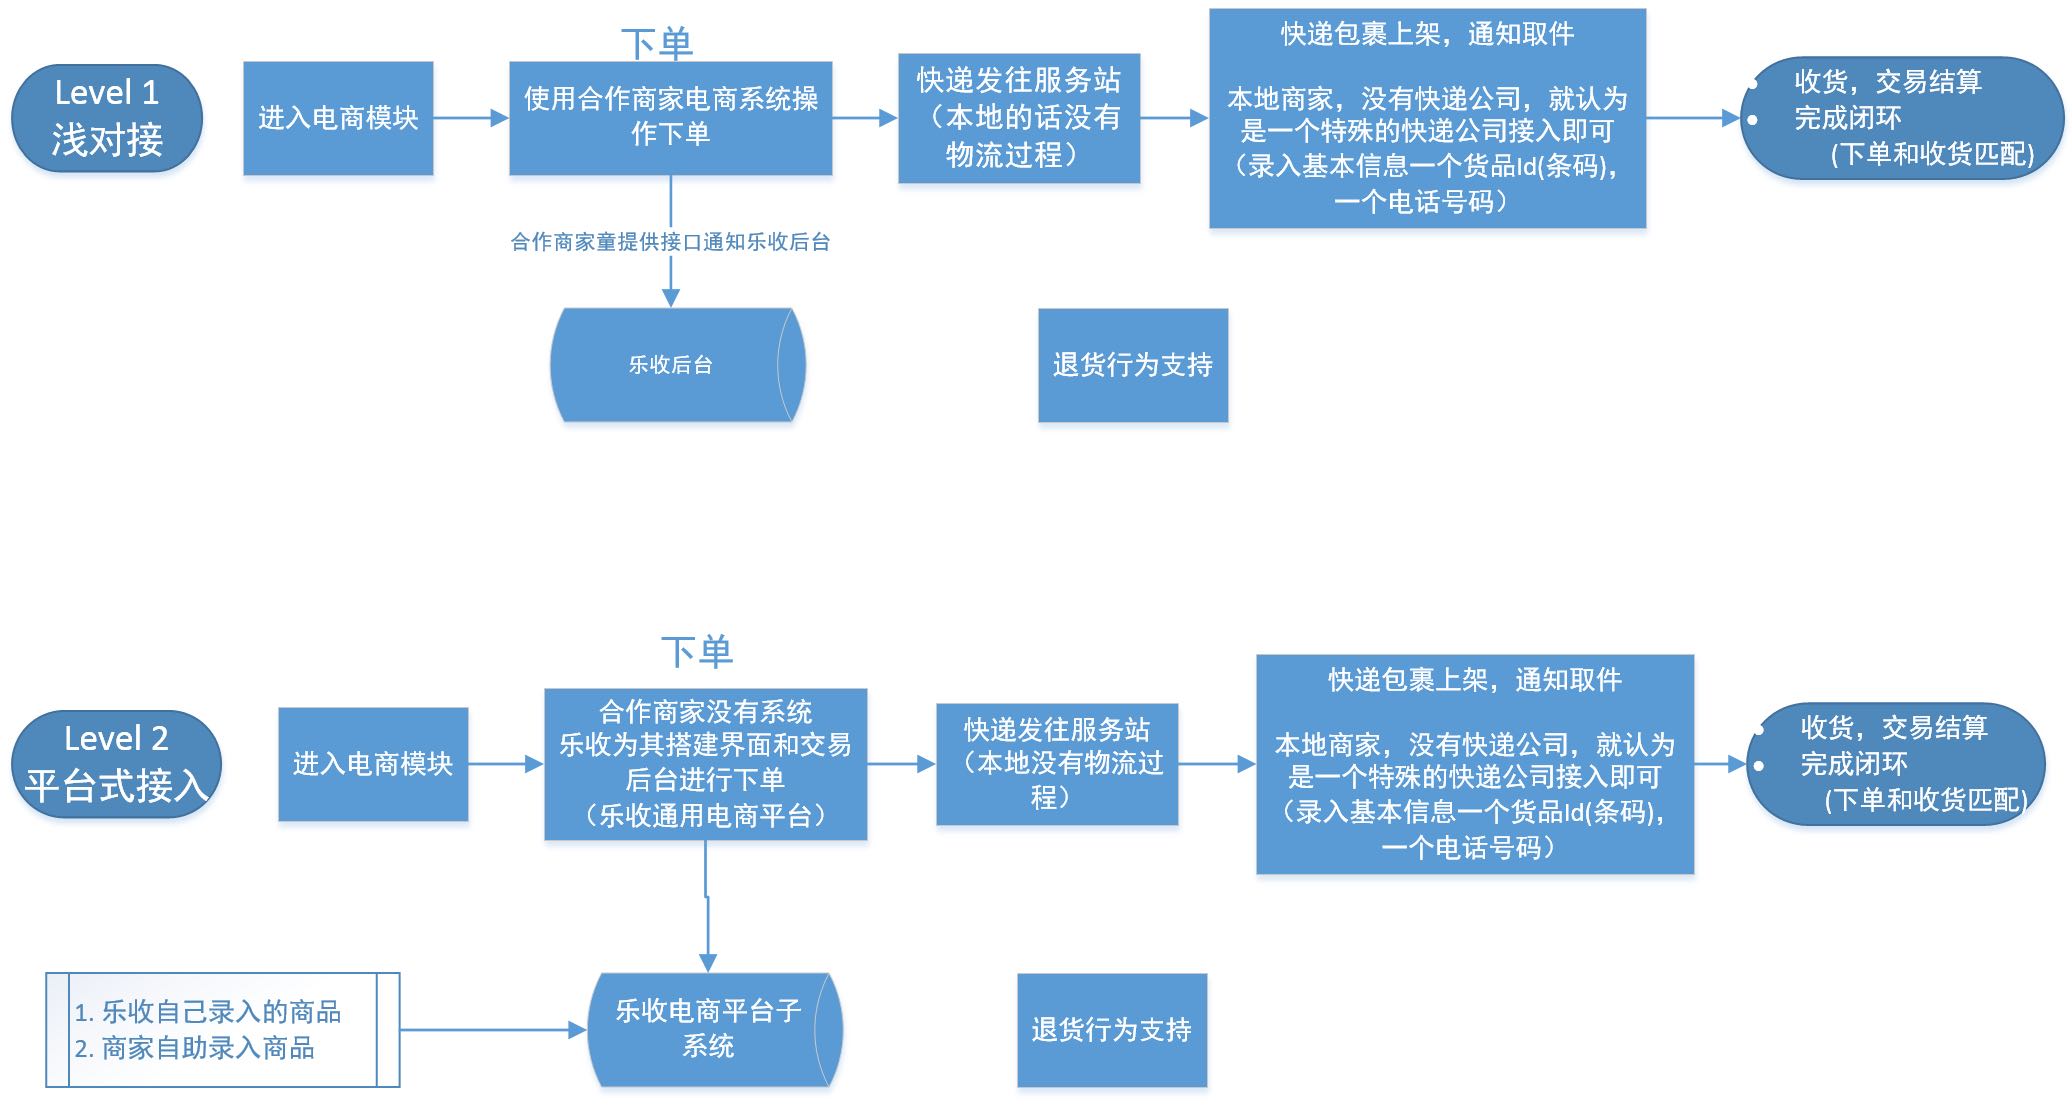 下单
Level 1
浅对接
进入电商模块
使用合作商家电商系统操
作下单
快递发往服务站
（本地的话没有
物流过程）
快递包裹上架，通知取件
本地商家，没有快递公司，就认为
是一个特殊的快递公司接入即可
（录入基本信息一个货品Id(条码)，
一个电话号码）
收货，交易结算
完成闭环
(下单和收货匹配)
合作商家童提供接口通知乐收后台
乐收后台
退货行为支持
下单
Level 2
平台式接入
进入电商模块
合作商家没有系统
乐收为其搭建界面和交易
后台进行下单
（乐收通用电商平台）
快递发往服务站
（本地没有物流过
程）
快递包裹上架，通知取件
本地商家，没有快递公司，就认为
是一个特殊的快递公司接入即可
（录入基本信息一个货品Id(条码)，
一个电话号码）
收货，交易结算
完成闭环
(下单和收货匹配)
1. 乐收自己录入的商品
2. 商家自助录入商品
乐收电商平台子
系统
退货行为支持